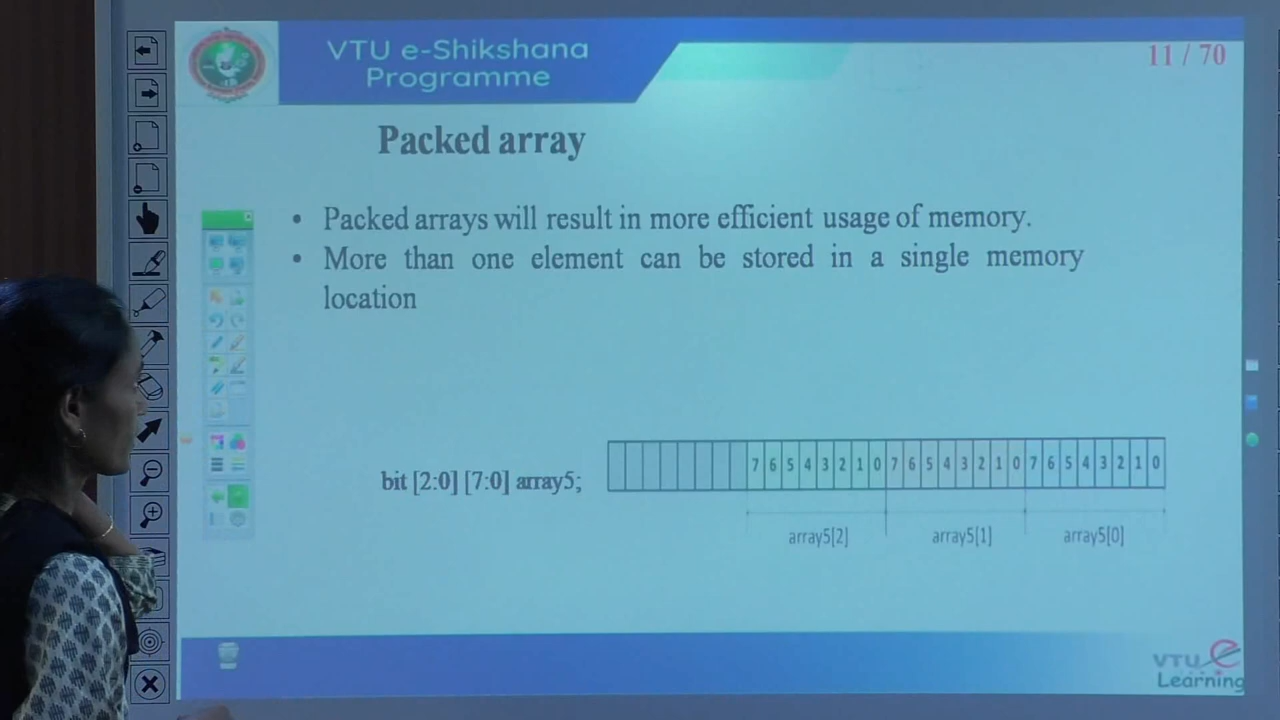 VTU e-Shikshana
Programme
11 / 70
Packed array
• Packed arrays will result in more efficient usage of memory.
• More than one element can be stored in a single memory
location
bit [2:0] [7:0] array5;
7 6 5 4 3 2 1 0 7 6 5 4 3 2 1 0 7 6 5 4 3 2 1 0
array5[2] array5[1] array5[0]
VTU e
Learning